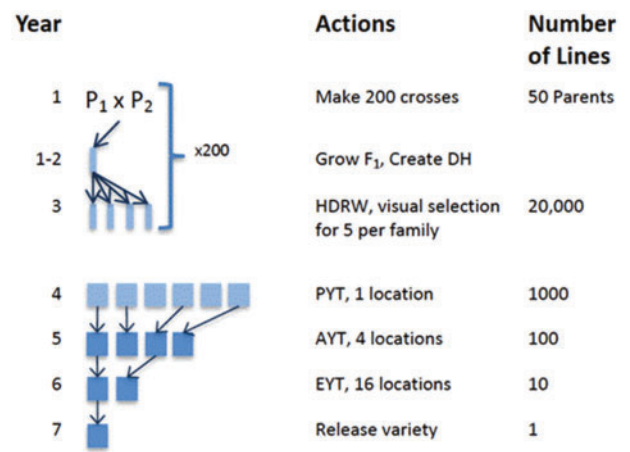 Year Actions Number
of Lines
1 P₁ x P₂ Make 200 crosses 50 Parents
x200
1-2 Grow F₁, Create DH
3 HDRW, visual selection 20,000
for 5 per family
4 PYT, 1 location 1000
5 AYT, 4 locations 100
6 EYT, 16 locations 10
7 Release variety 1